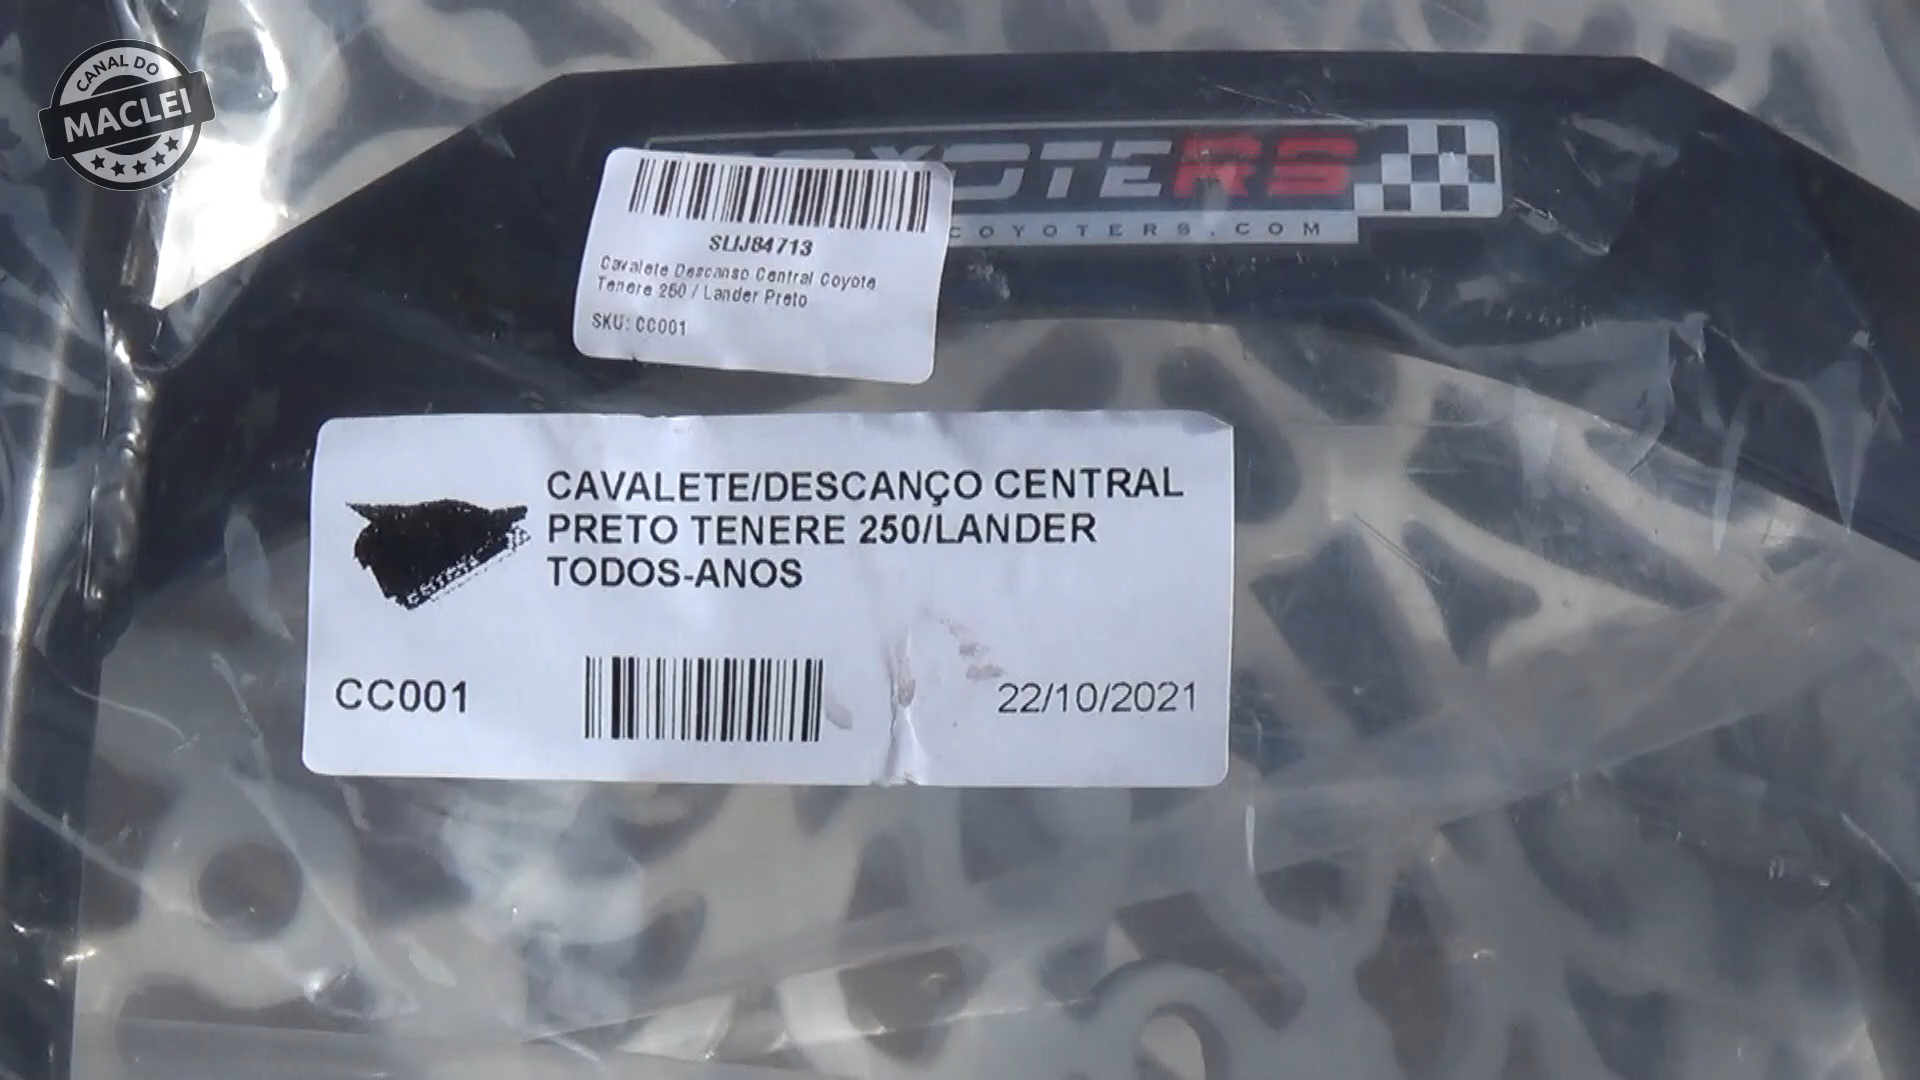 CANAL DO
MACLEI
RS
COYOTERS.COM
SLIJ84713
Cavalete Descanso Central Coyote
Tenere 250 / Lander Preto
SKU: CC001
CAVALETE/DESCANÇO CENTRAL
PRETO TENERE 250/LANDER
TODOS-ANOS
CC001
22/10/2021